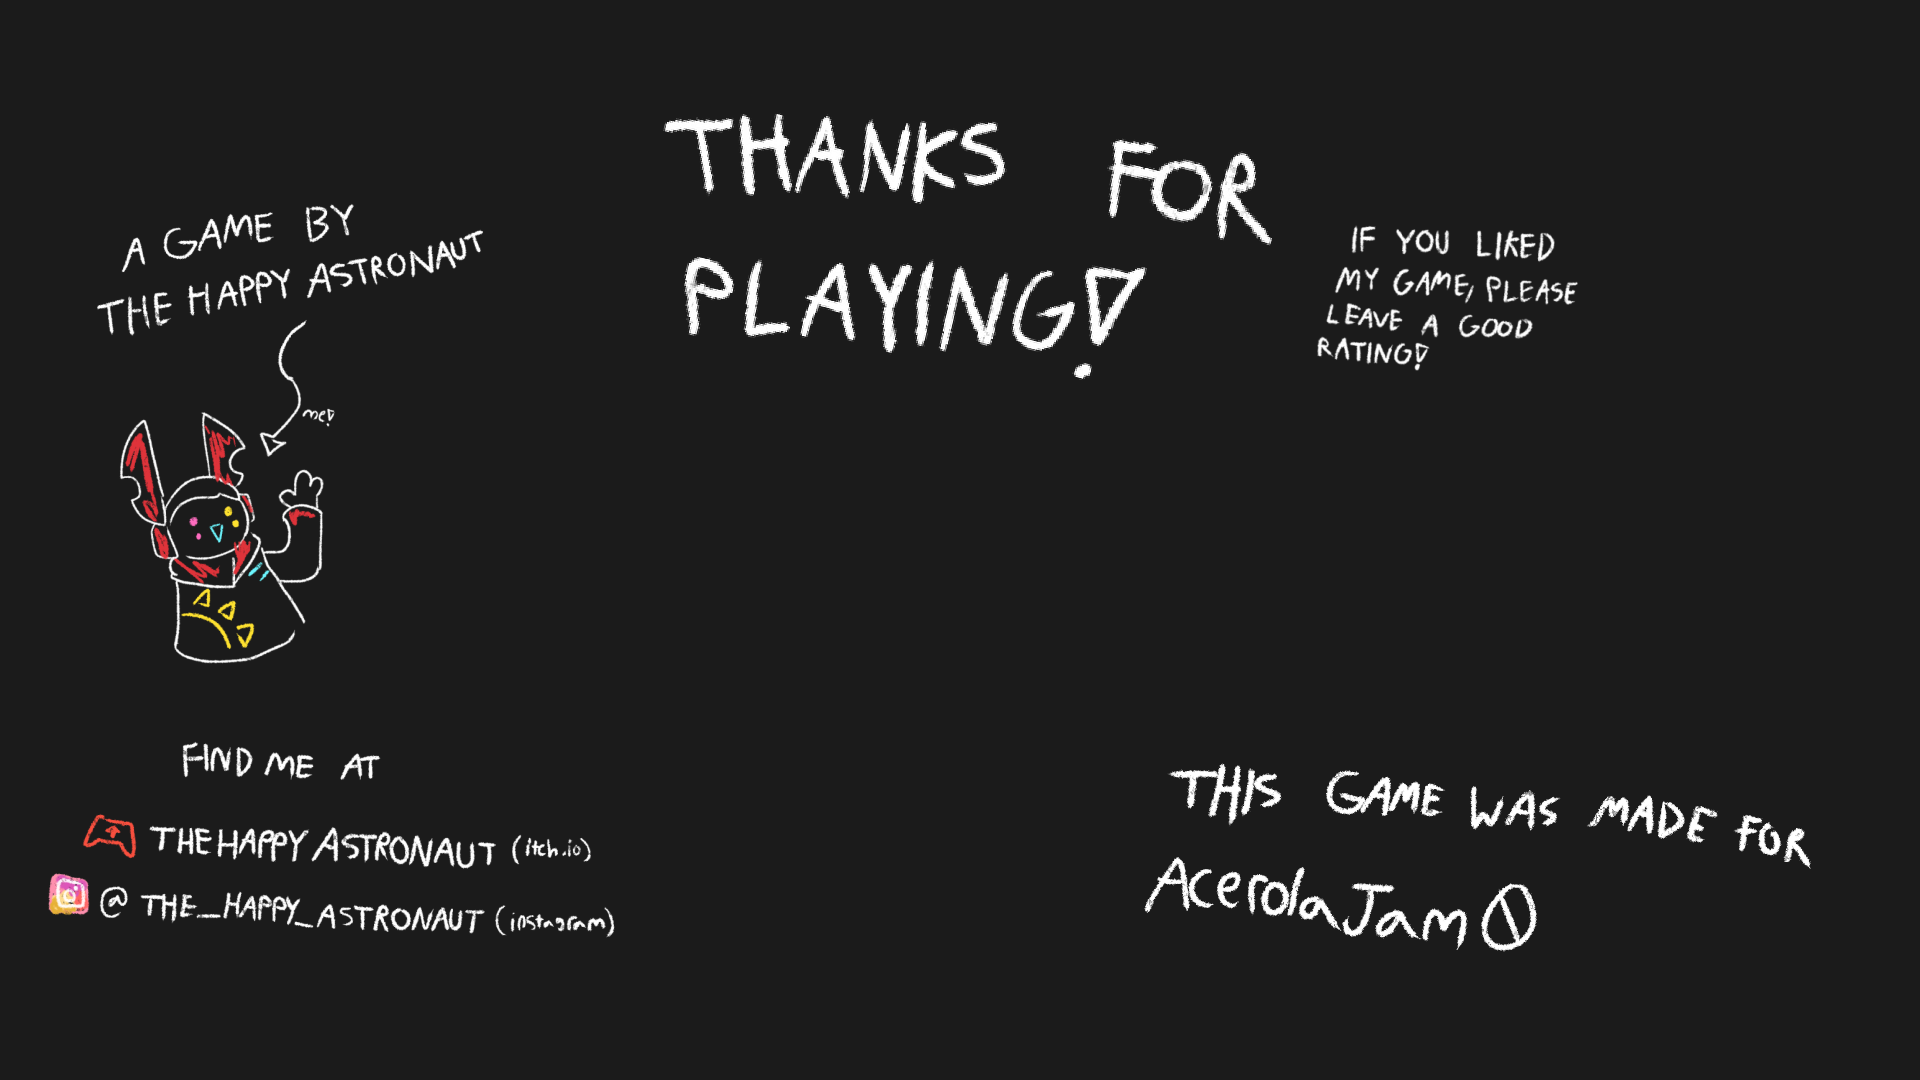 THANKS FOR
PLAYING!
A GAME BY
THE HAPPY ASTRONAUT
me!
IF YOU LIKED
MY GAME, PLEASE
LEAVE A GOOD
RATING!
FIND ME AT
THEHAPPYASTRONAUT (itch.io)
@THE_HAPPY_ASTRONAUT (instagram)
THIS GAME WAS MADE FOR
AcerolaJam 0